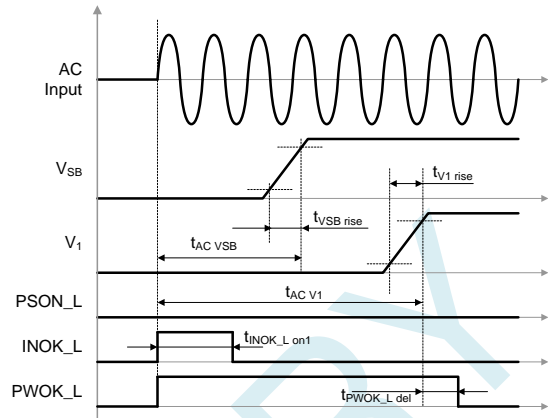 AC
Input
VSB
tV1 rise
tVSB rise
V1
tAC VSB
PSON_L
tAC V1
INOK_L
tINOK_L on1
PWOK_L
tPWOK_L del